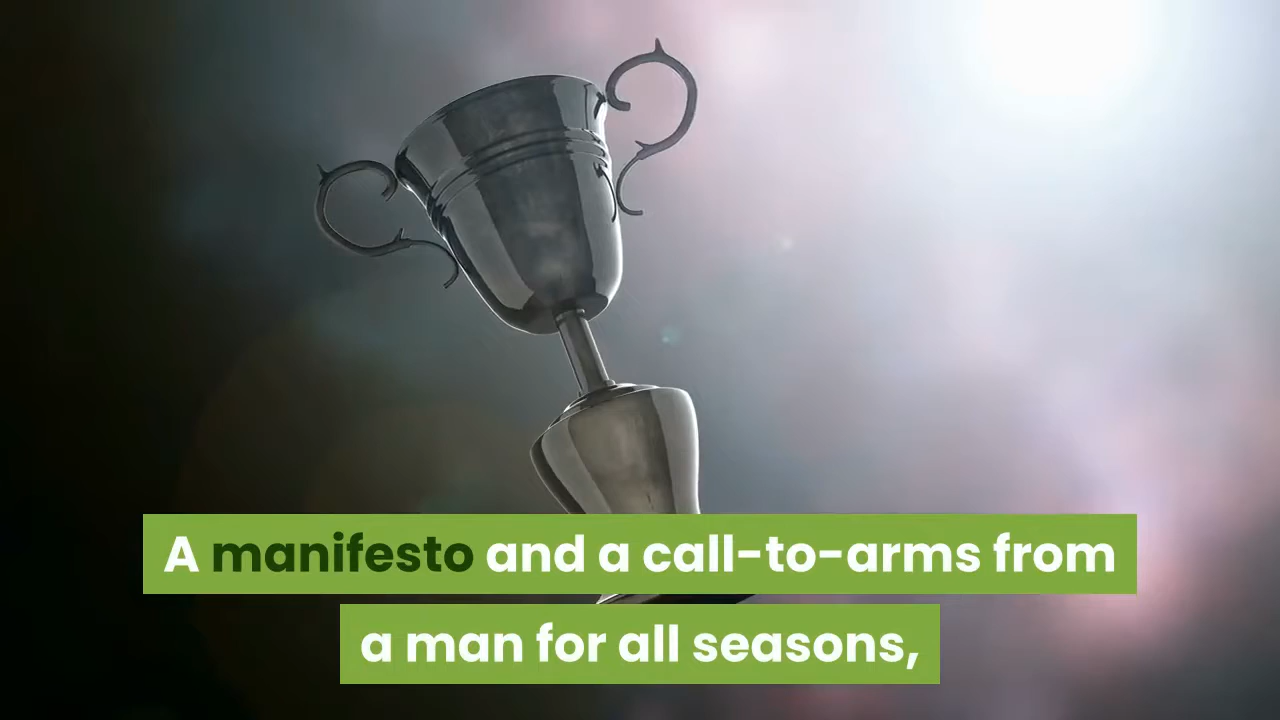 A manifesto and a call-to-arms from
a man for all seasons,